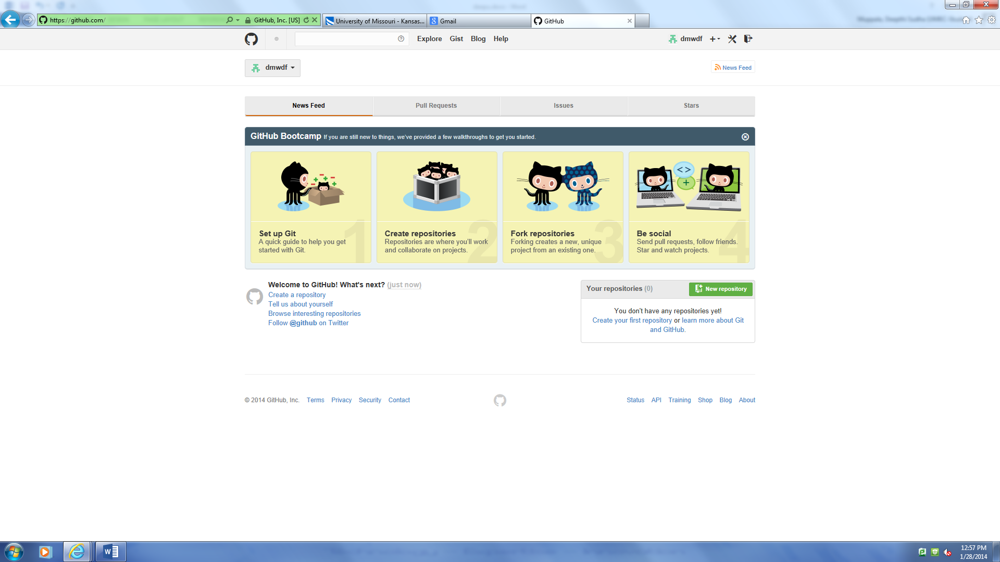 https://github.com/
GitHub, Inc. [US]
University of Missouri - Kansas...
Gmail
GitHub
Explore
Gist
Blog
Help
dmwdf
dmwdf
News Feed
News Feed
Pull Requests
Issues
Stars
GitHub Bootcamp If you are still new to things, we've provided a few walkthroughs to get you started.
1
Set up Git
A quick guide to help you get
started with Git.
2
Create repositories
Repositories are where you'll work
and collaborate on projects.
3
Fork repositories
Forking creates a new, unique
project from an existing one.
<>
+
4
Be social
Send pull requests, follow friends.
Star and watch projects.
Welcome to GitHub! What's next? (just now)
Create a repository
Tell us about yourself
Browse interesting repositories
Follow @github on Twitter
Your repositories (0)
New repository
You don't have any repositories yet!
Create your first repository or learn more about Git
and GitHub.
© 2014 GitHub, Inc. Terms Privacy Security Contact
Status API Training Shop Blog About
12:57 PM
1/28/2014